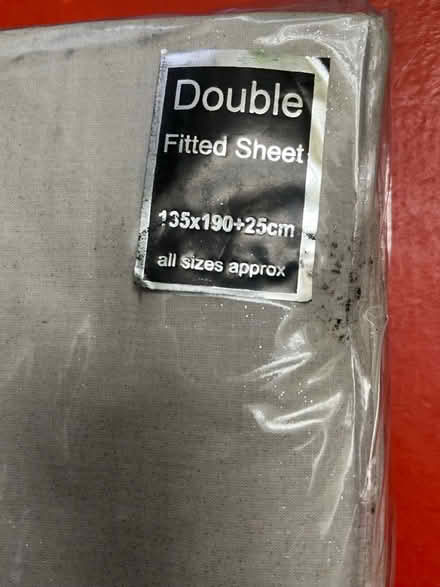 Double
Fitted Sheet
135x190+25cm
all sizes approx